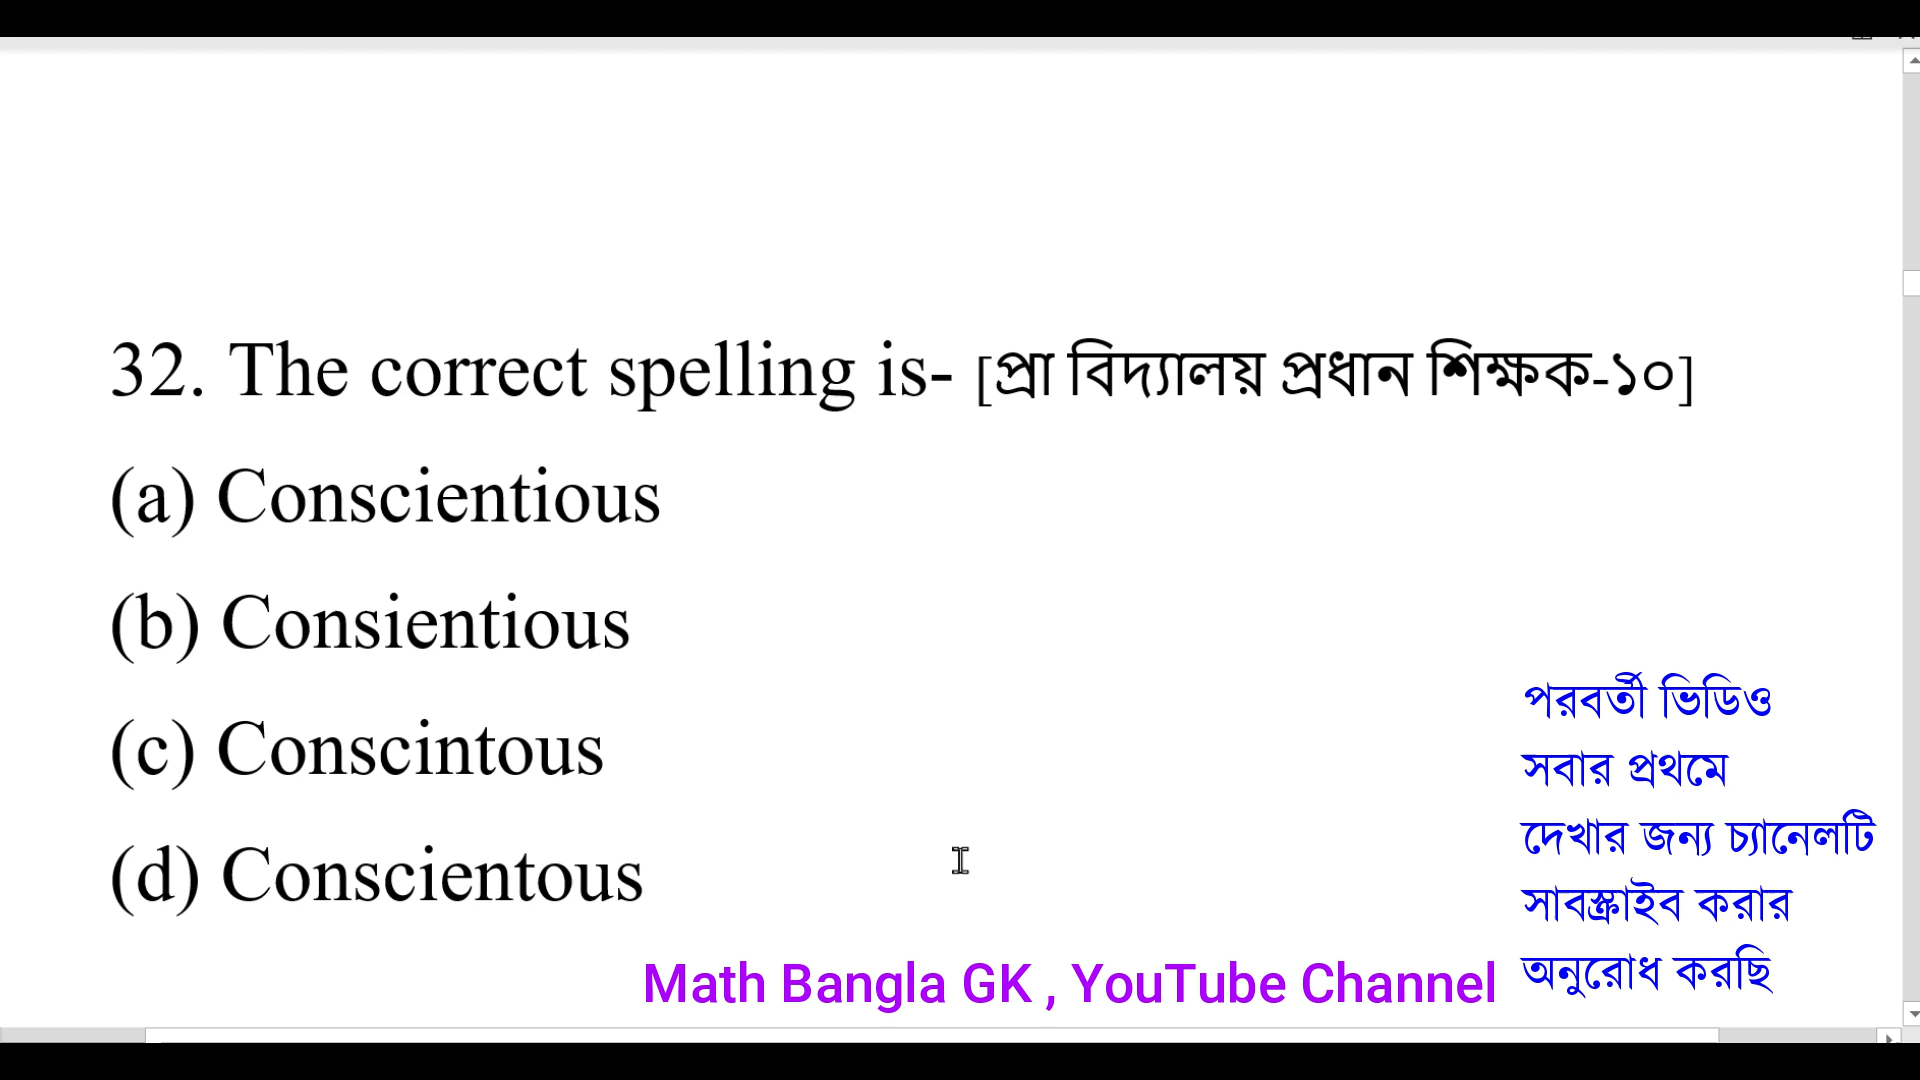 32. The correct spelling is- [প্রা বিদ্যালয় প্রধান শিক্ষক-১০]
(a) Conscientious
(b) Consientious
(c) Conscintous
(d) Conscientous
পরবর্তী ভিডিও
সবার প্রথমে
দেখার জন্য চ্যানেলটি
সাবস্ক্রাইব করার
অনুরোধ করছি
Math Bangla GK , YouTube Channel